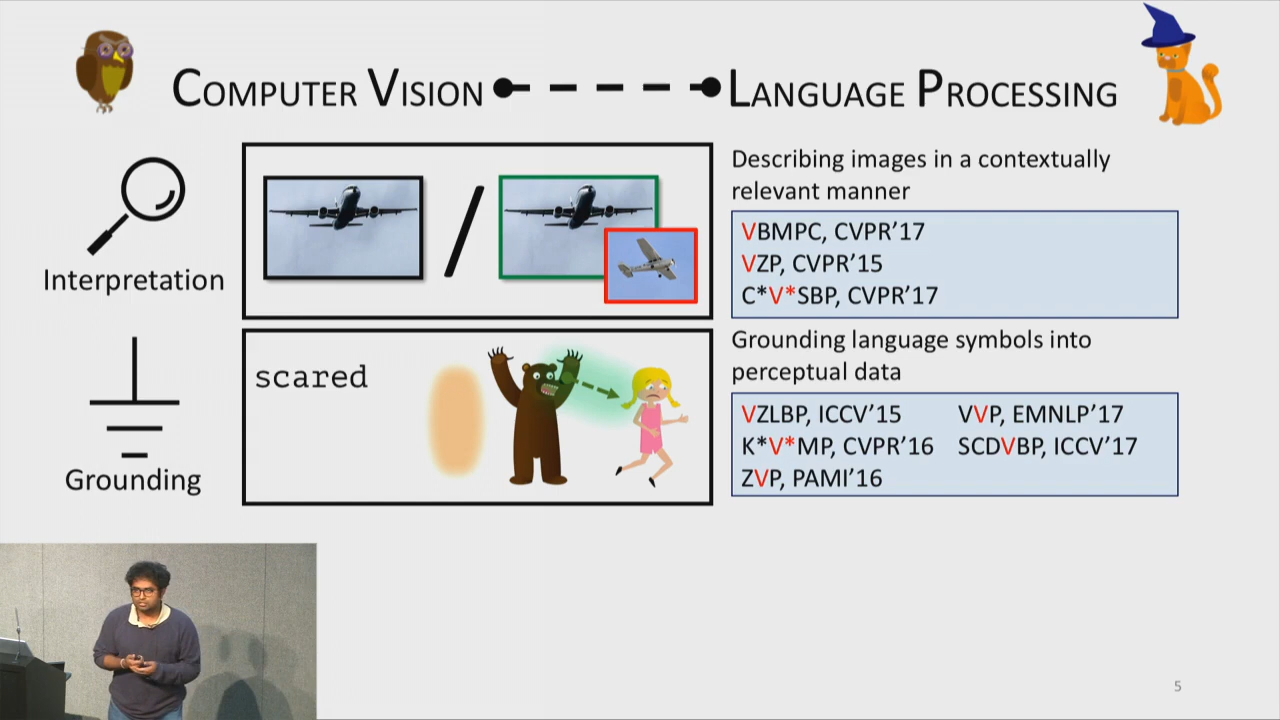 COMPUTER VISION
LANGUAGE PROCESSING
Interpretation
Describing images in a contextually
relevant manner
VBMPC, CVPR’17
VZP, CVPR’15
C*V*SBP, CVPR’17
Grounding
scared
Grounding language symbols into
perceptual data
VZLBP, ICCV’15
VVP, EMNLP’17
K*V*MP, CVPR’16
SCDVBP, ICCV’17
ZVP, PAMI’16
5